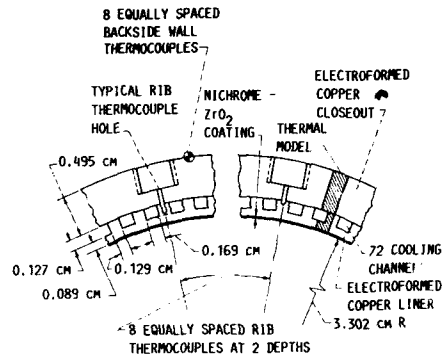 8 EQUALLY SPACED
BACKSIDE WALL
THERMOCOUPLES
TYPICAL RIB
THERMOCOUPLE
HOLE
NICHROME -
ZrO2
COATING
ELECTROFORMED
COPPER
CLOSEOUT
THERMAL
MODEL
0.495 CM
0.127 CM
0.089 CM
0.129 CM
0.169 CM
72 COOLING
CHANNEL
ELECTROFORMED
COPPER LINER
3.302 CM R
8 EQUALLY SPACED RIB
THERMOCOUPLES AT 2 DEPTHS